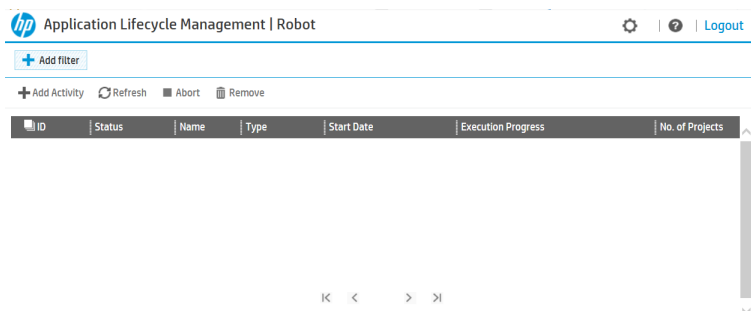 hp Application Lifecycle Management | Robot | ? | Logout
+ Add filter
+ Add Activity Refresh Abort Remove
ID Status Name Type Start Date Execution Progress No. of Projects